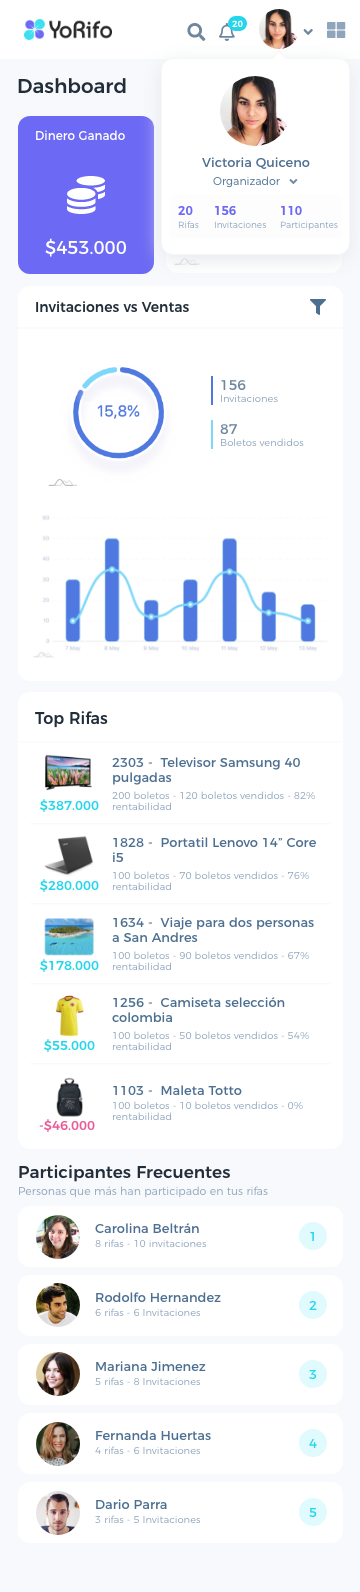 YoRifo
20
Dashboard
Dinero Ganado
$453.000
Victoria Quiceno
Organizador
20
156
110
Rifas
Invitaciones
Participantes
Invitaciones vs Ventas
15,8%
156
Invitaciones
87
Boletos vendidos
60
50
40
30
20
10
0
7 May
8 May
9 May
10 May
11 May
12 May
13 May
Top Rifas
2303 - Televisor Samsung 40
pulgadas
200 boletos - 120 boletos vendidos - 82%
rentabilidad
$387.000
1828 - Portatil Lenovo 14” Core
i5
100 boletos - 70 boletos vendidos - 76%
rentabilidad
$280.000
1634 - Viaje para dos personas
a San Andres
100 boletos - 90 boletos vendidos - 67%
rentabilidad
$178.000
1256 - Camiseta selección
colombia
100 boletos - 50 boletos vendidos - 54%
rentabilidad
$55.000
1103 - Maleta Totto
100 boletos - 10 boletos vendidos - 0%
rentabilidad
-$46.000
Participantes Frecuentes
Personas que más han participado en tus rifas
Carolina Beltrán
8 rifas - 10 invitaciones
1
Rodolfo Hernandez
6 rifas - 6 Invitaciones
2
Mariana Jimenez
5 rifas - 8 Invitaciones
3
Fernanda Huertas
4 rifas - 6 Invitaciones
4
Dario Parra
3 rifas - 5 Invitaciones
5